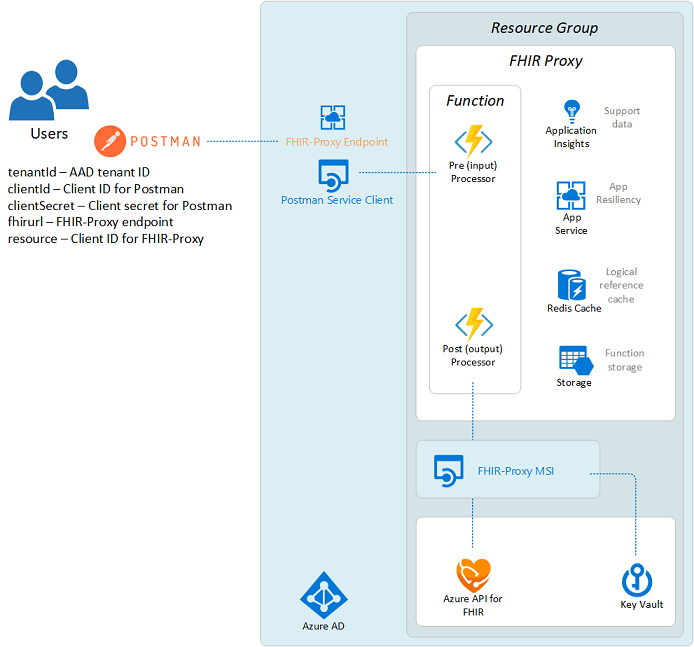 Resource Group
FHIR Proxy
Function
Users
POSTMAN
tenantId – AAD tenant ID
clientId – Client ID for Postman
clientSecret – Client secret for Postman
fhirurl – FHIR-Proxy endpoint
resource – Client ID for FHIR-Proxy
FHIR-Proxy Endpoint
Postman Service Client
Pre (input)
Processor
Post (output)
Processor
Application
Insights
Support
data
App
Service
App
Resiliency
Redis Cache
Logical
reference
cache
Storage
Function
storage
FHIR-Proxy MSI
Azure API for
FHIR
Key Vault
Azure AD